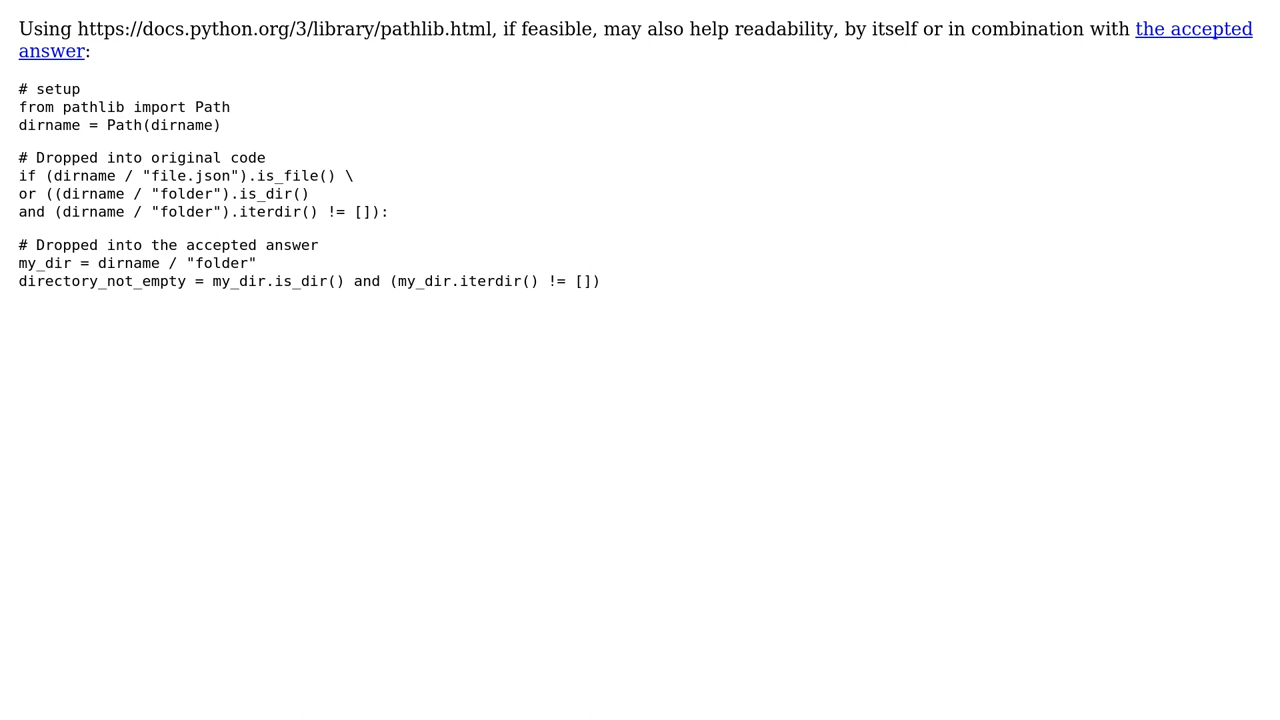 Using https://docs.python.org/3/library/pathlib.html, if feasible, may also help readability, by itself or in combination with the accepted
answer:
# setup
from pathlib import Path
dirname = Path(dirname)
# Dropped into original code
if (dirname / "file.json").is_file() \
or ((dirname / "folder").is_dir()
and (dirname / "folder").iterdir() != []):
# Dropped into the accepted answer
my_dir = dirname / "folder"
directory_not_empty = my_dir.is_dir() and (my_dir.iterdir() != [])